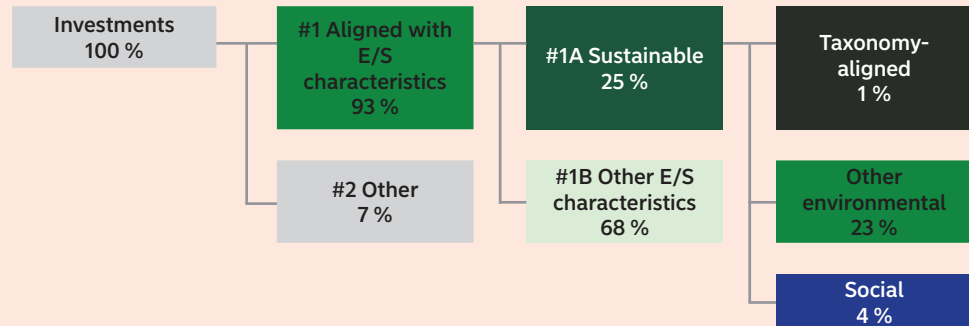 Investments
100 %
#1 Aligned with
E/S
characteristics
93 %
#1A Sustainable
25 %
Taxonomy-
aligned
1 %
#2 Other
7 %
#1B Other E/S
characteristics
68 %
Other
environmental
23 %
Social
4 %